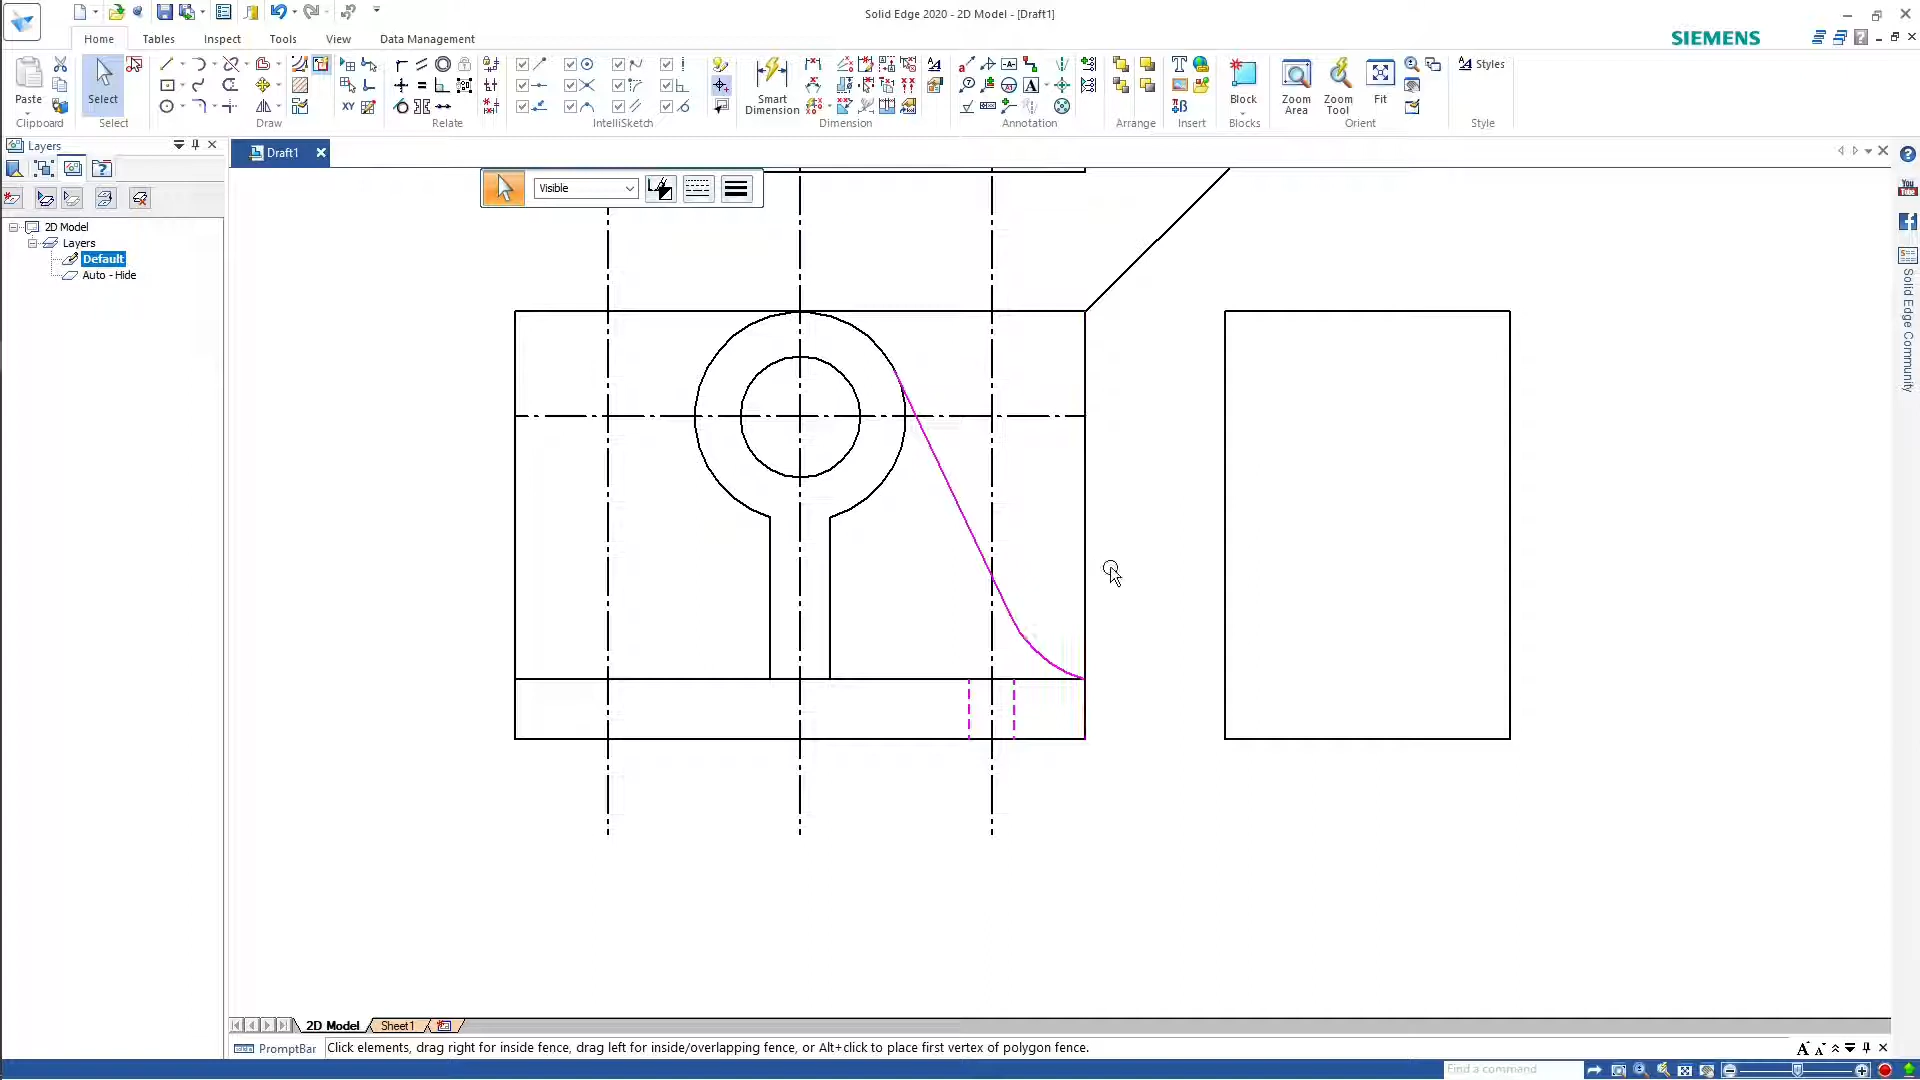 Solid Edge 2020 - 2D Model - [Draft1]
Home
Tables
Inspect
Sketch
Tools
View
Data Management
SIEMENS
Paste
Select
Smart
Dimension
Block
Zoom
Area
Zoom
Tool
Fit
Styles
Clipboard
Select
Draw
Relate
IntelliSketch
Dimension
Annotation
Arrange
Insert
Blocks
Orient
Style
XY
Layers
Draft1
Visible
You
Tube
2D Model
Layers
Default
Auto - Hide
Solid Edge Community
2D Model
Sheet1
PromptBar
Click elements, drag right for inside fence, drag left for inside/overlapping fence, or Alt+click to place first vertex of polygon fence.
Find a command